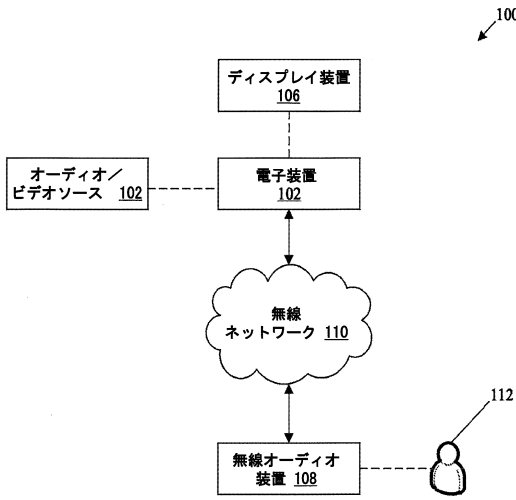 100
ディスプレイ装置
106
オーディオ／
ビデオソース 102
電子装置
102
無線
ネットワーク 110
112
無線オーディオ
装置 108